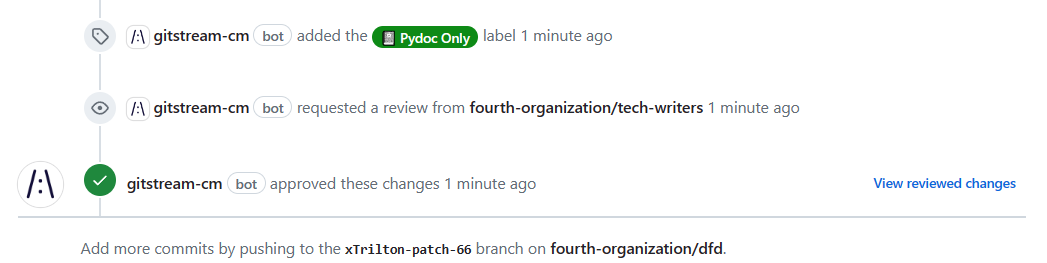 /:\ gitstream-cm bot added the 📓 Pydoc Only label 1 minute ago
/:\ gitstream-cm bot requested a review from fourth-organization/tech-writers 1 minute ago
/:\ gitstream-cm bot approved these changes 1 minute ago View reviewed changes
Add more commits by pushing to the xTrilton-patch-66 branch on fourth-organization/dfd.